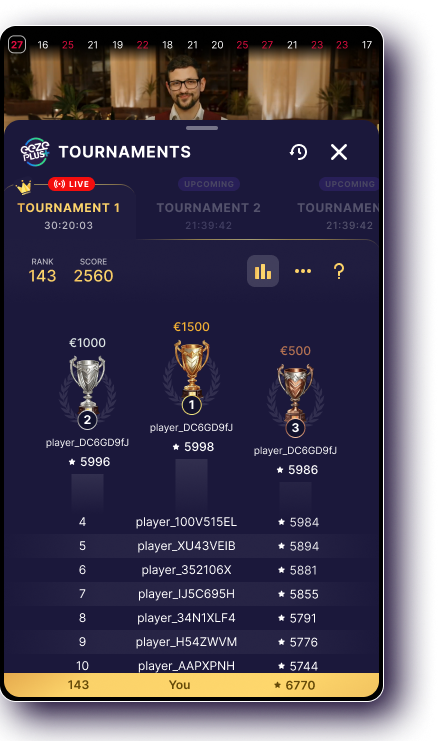 27 16 25 21 19 22 18 21 20 25 27 21 23 23 17
GEZE PLUS+ TOURNAMENTS
LIVE UPCOMING UPCOMING
TOURNAMENT 1 TOURNAMENT 2 TOURNAMEN
30:20:03 21:39:42 21:39:42
RANK SCORE
143 2560
?
€1500
€1000
€500
1
2
3
player_DC6GD9fJ
player_DC6GD9fJ
player_DC6GD9fJ
5998
5996
5986
4 player_100V515EL 5984
5 player_XU43VEIB 5894
6 player_352106X 5881
7 player_IJ5C695H 5855
8 player_34N1XLF4 5791
9 player_H54ZWVM 5776
10 player_AAPXPNH 5744
143 You 6770